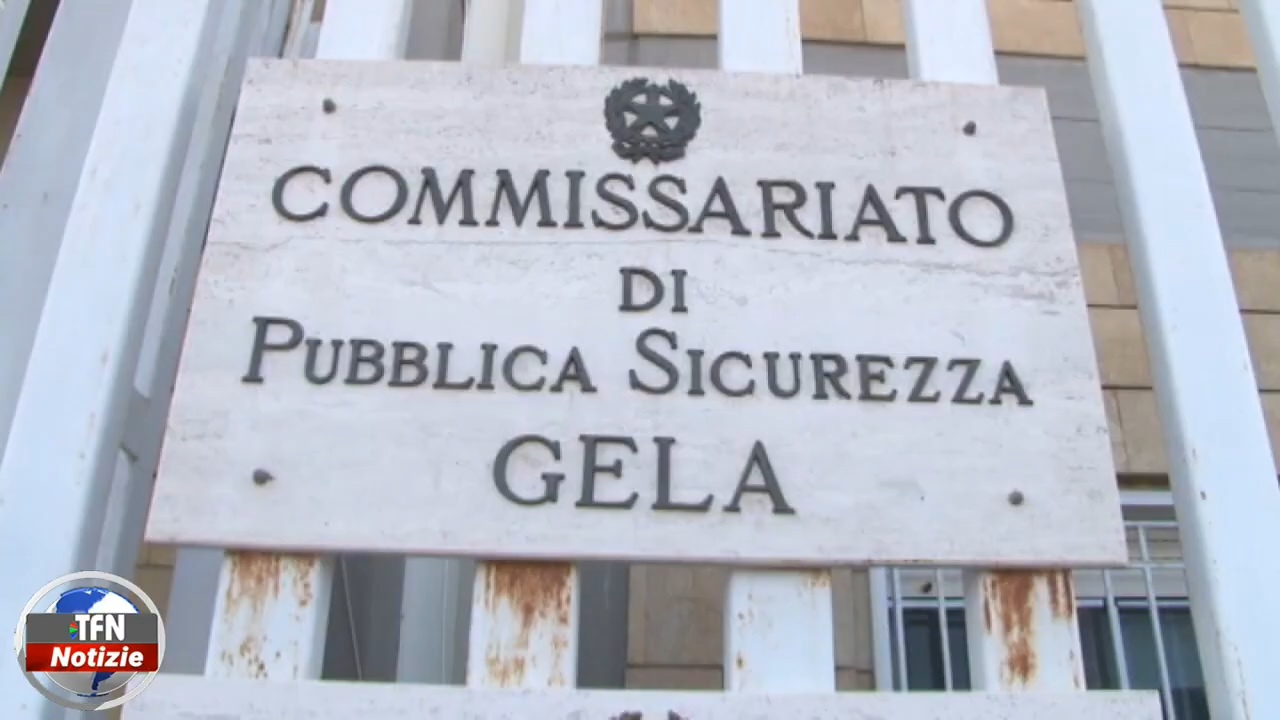 COMMISSARIATO
DI
PUBBLICA SICUREZZA
GELA
TFN
Notizie